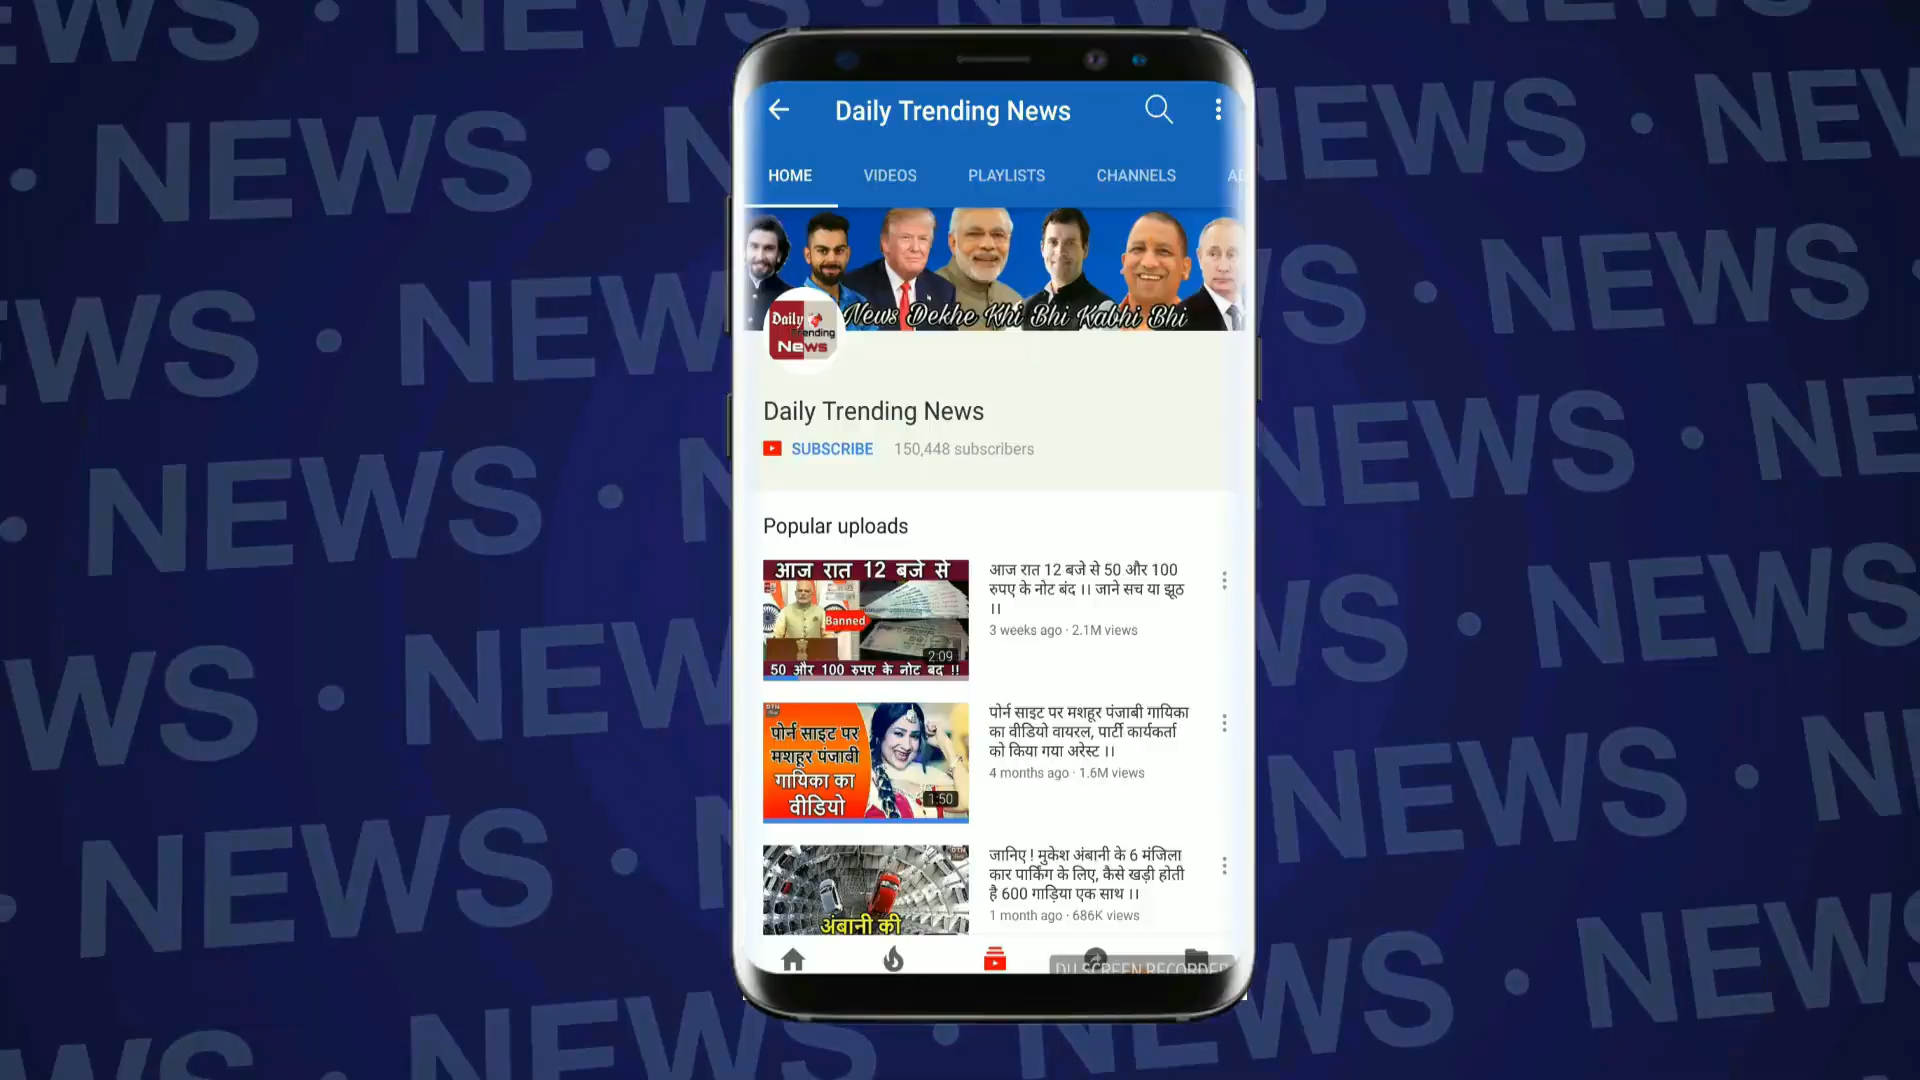 Daily Trending News
HOME VIDEOS PLAYLISTS CHANNELS
News Dekhe Khi Bhi Kabhi Bhi
Daily
Trending
News
Daily Trending News
SUBSCRIBE 150,448 subscribers
Popular uploads
आज रात 12 बजे से
Banned
2:09
50 और 100 रुपए के नोट बंद !!
आज रात 12 बजे से 50 और 100
रुपए के नोट बंद ।। जाने सच या झूठ
।।
3 weeks ago · 2.1M views
DTN
पोर्न साइट पर
मशहूर पंजाबी
गायिका का
वीडियो
1:50
पोर्न साइट पर मशहूर पंजाबी गायिका
का वीडियो वायरल, पार्टी कार्यकर्ता
को किया गया अरेस्ट ।।
4 months ago · 1.6M views
DTN
अंबानी की
जानिए ! मुकेश अंबानी के 6 मंजिला
कार पार्किंग के लिए, कैसे खड़ी होती
है 600 गाड़िया एक साथ ।।
1 month ago · 686K views
DU SCREEN RECORDER
NEWS • NEWS • NEWS